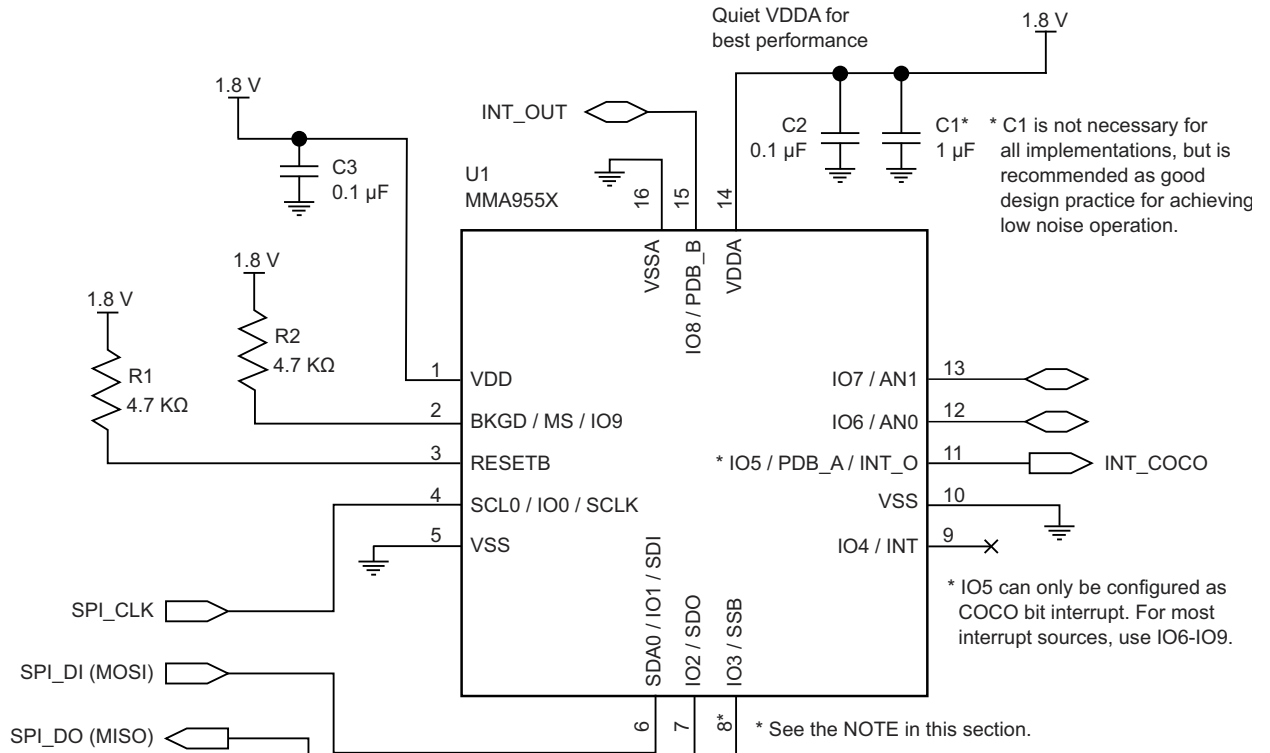 Quiet VDDA for
best performance
1.8 V
1.8 V
INT_OUT
C3
0.1 µF
C2
0.1 µF
C1*
1 µF
* C1 is not necessary for
all implementations, but is
recommended as good
design practice for achieving
low noise operation.
U1
MMA955X
16
15
14
VSSA
IO8 / PDB_B
VDDA
1.8 V
R2
4.7 KΩ
1.8 V
R1
4.7 KΩ
1
VDD
2
BKGD / MS / IO9
3
RESETB
4
SCL0 / IO0 / SCLK
5
VSS
IO7 / AN1
13
IO6 / AN0
12
* IO5 / PDB_A / INT_O
11
INT_COCO
VSS
10
IO4 / INT
9
* IO5 can only be configured as
COCO bit interrupt. For most
interrupt sources, use IO6-IO9.
SDA0 / IO1 / SDI
IO2 / SDO
IO3 / SSB
6
7
8*
* See the NOTE in this section.
SPI_CLK
SPI_DI (MOSI)
SPI_DO (MISO)